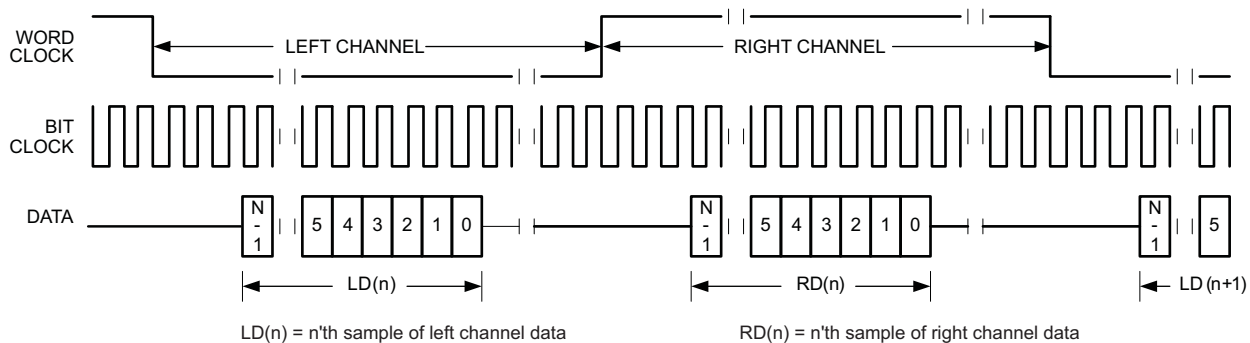 WORD CLOCK
LEFT CHANNEL
RIGHT CHANNEL
BIT CLOCK
DATA
N-1 5 4 3 2 1 0 N-1 5 4 3 2 1 0 N-1 5
LD(n) RD(n) LD (n+1)
LD(n) = n'th sample of left channel data
RD(n) = n'th sample of right channel data